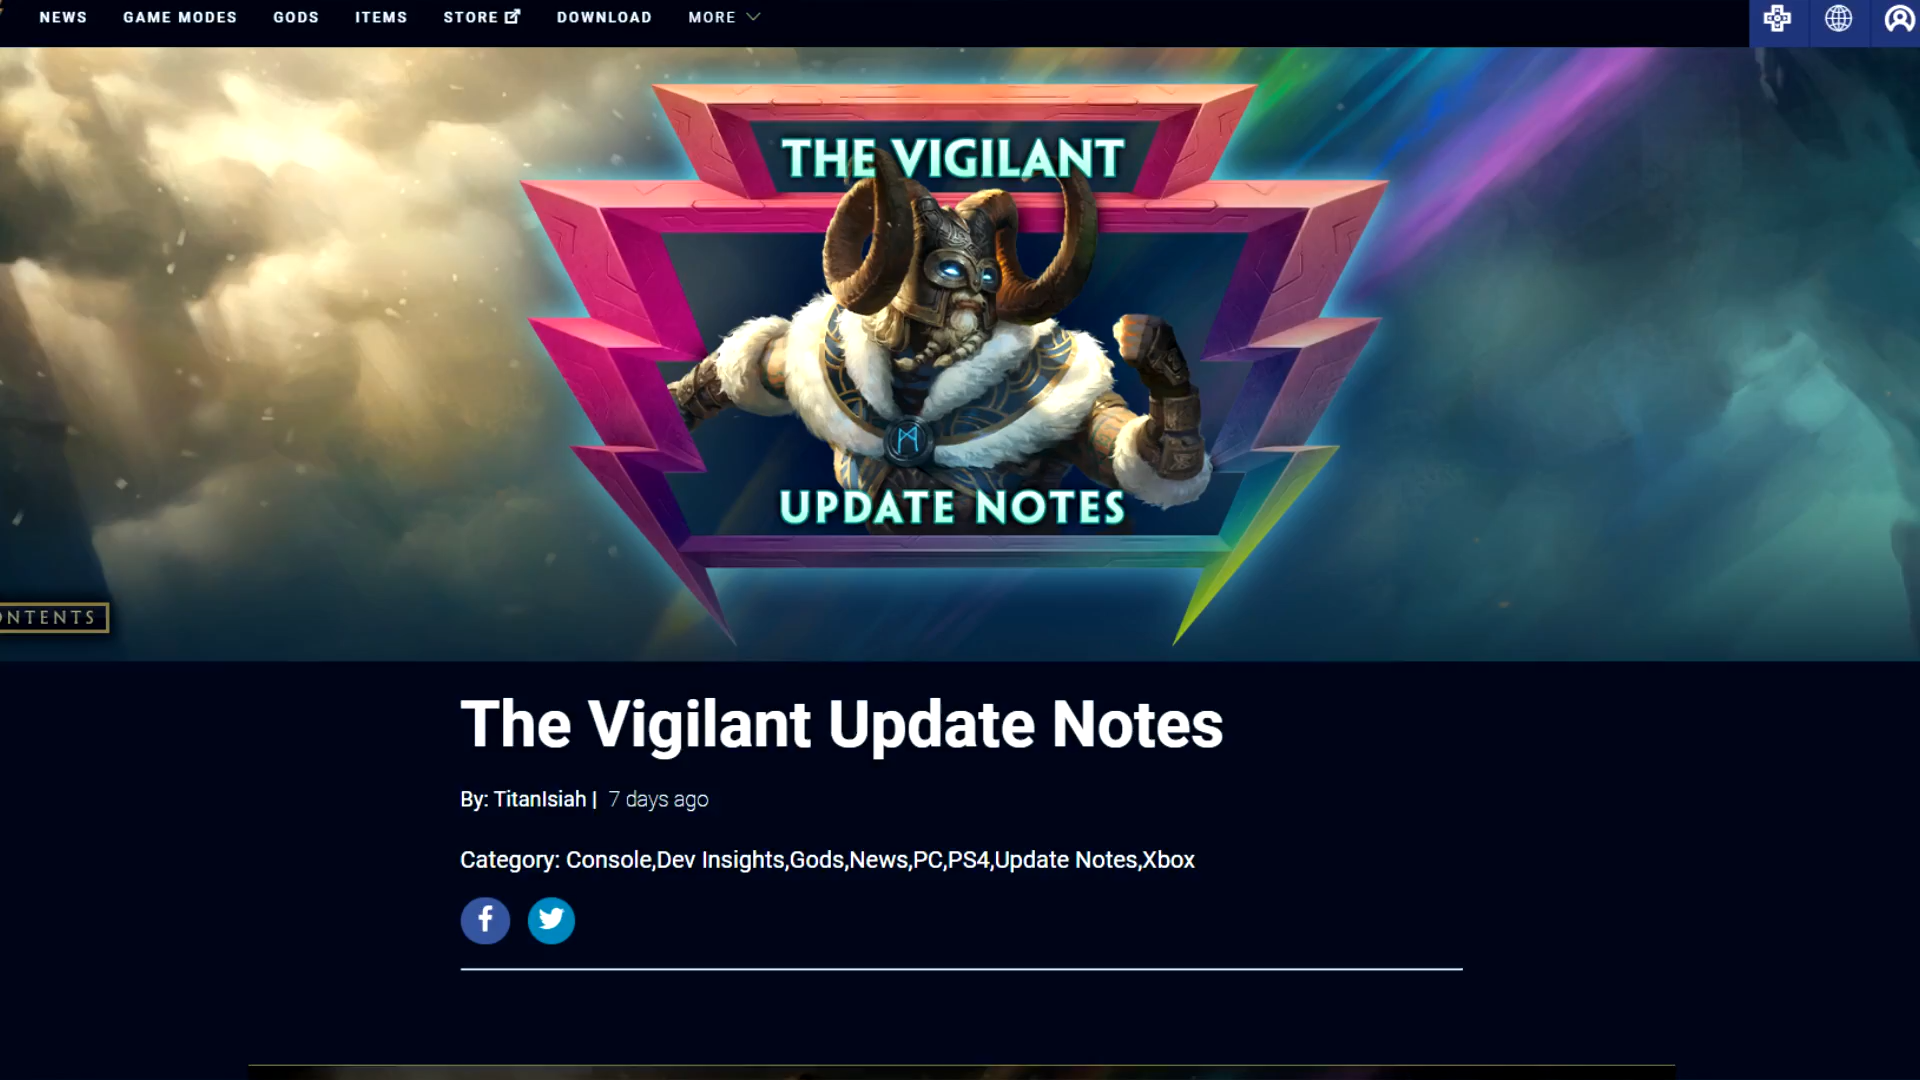 NEWS GAME MODES GODS ITEMS STORE DOWNLOAD MORE
THE VIGILANT
UPDATE NOTES
ONTENTS
The Vigilant Update Notes
By: TitanIsiah | 7 days ago
Category: Console,Dev Insights,Gods,News,PC,PS4,Update Notes,Xbox